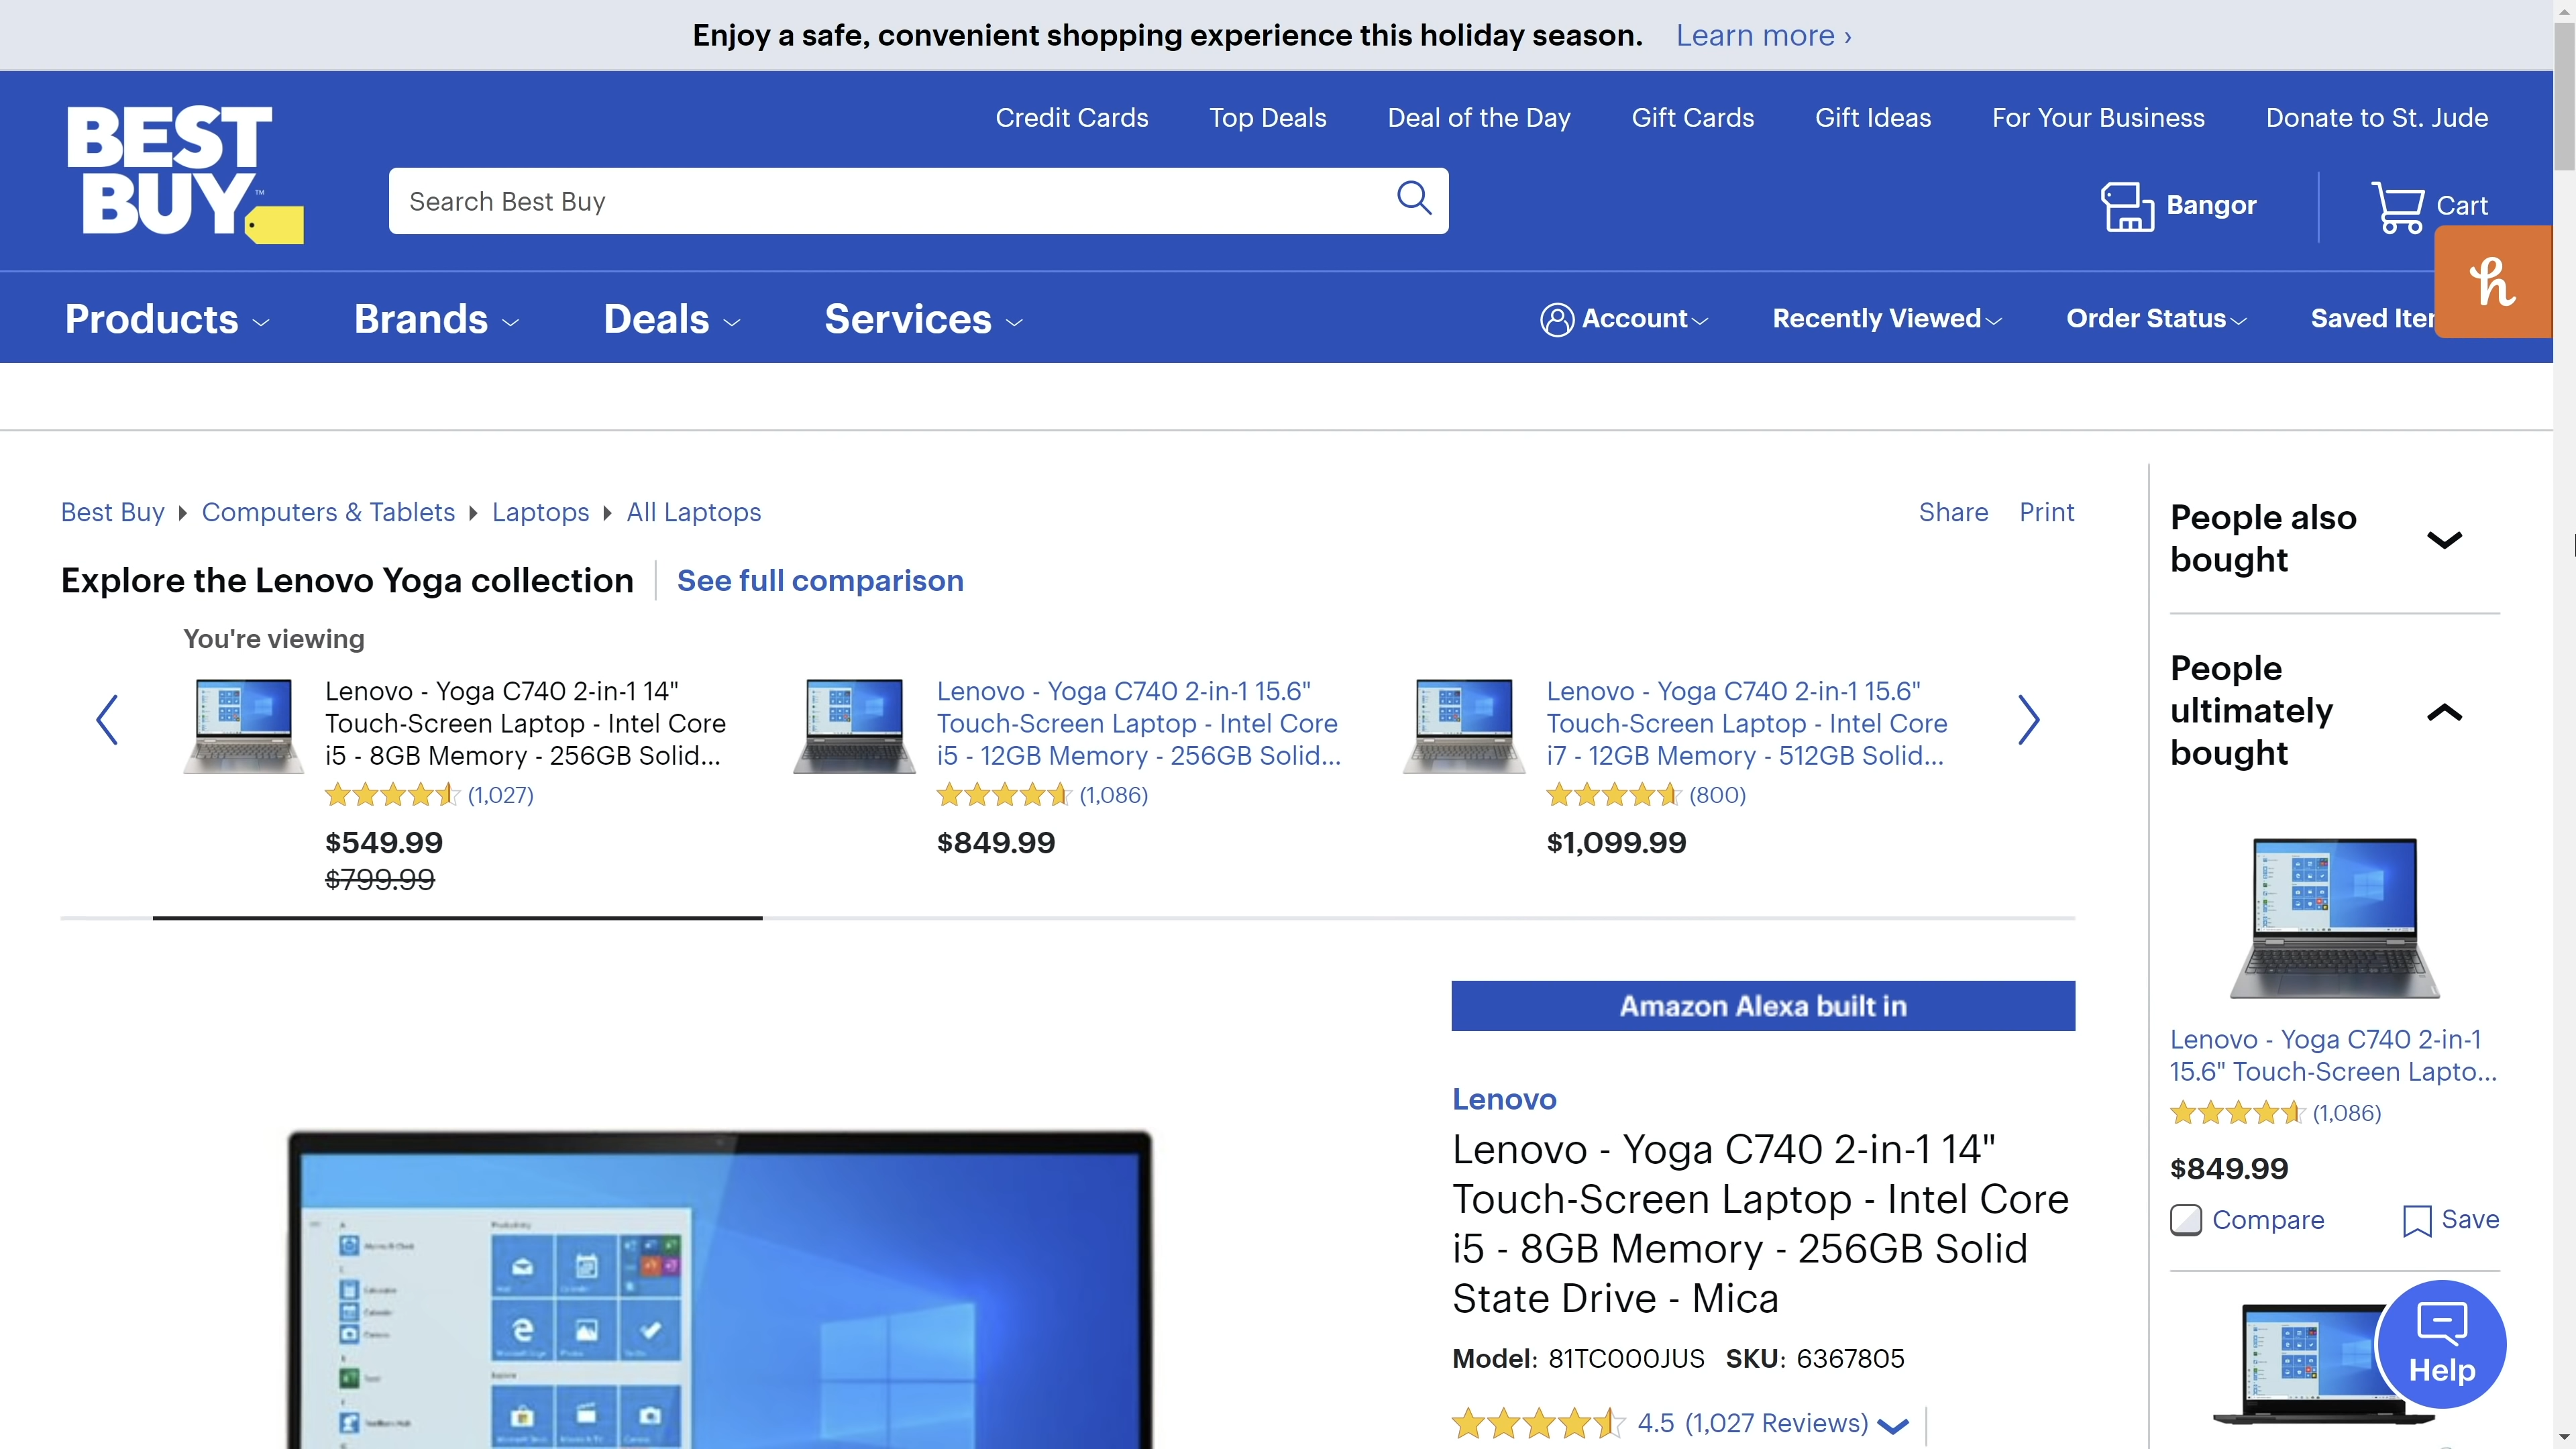 Enjoy a safe, convenient shopping experience this holiday season. Learn more ›
BEST
BUY™
Credit Cards Top Deals Deal of the Day Gift Cards Gift Ideas For Your Business Donate to St. Jude
Search Best Buy
Bangor
Cart
h
Products Brands Deals Services
Account Recently Viewed Order Status Saved Iter
Best Buy Computers & Tablets Laptops All Laptops
Share Print
Explore the Lenovo Yoga collection See full comparison
You're viewing
Lenovo - Yoga C740 2-in-1 14"
Touch-Screen Laptop - Intel Core
i5 - 8GB Memory - 256GB Solid...
(1,027)
$549.99
$799.99
Lenovo - Yoga C740 2-in-1 15.6"
Touch-Screen Laptop - Intel Core
i5 - 12GB Memory - 256GB Solid...
(1,086)
$849.99
Lenovo - Yoga C740 2-in-1 15.6"
Touch-Screen Laptop - Intel Core
i7 - 12GB Memory - 512GB Solid...
(800)
$1,099.99
Amazon Alexa built in
Lenovo
Lenovo - Yoga C740 2-in-1 14"
Touch-Screen Laptop - Intel Core
i5 - 8GB Memory - 256GB Solid
State Drive - Mica
Model: 81TC000JUS SKU: 6367805
4.5 (1,027 Reviews)
People also
bought
People
ultimately
bought
Lenovo - Yoga C740 2-in-1
15.6" Touch-Screen Lapto...
(1,086)
$849.99
Compare Save
Help